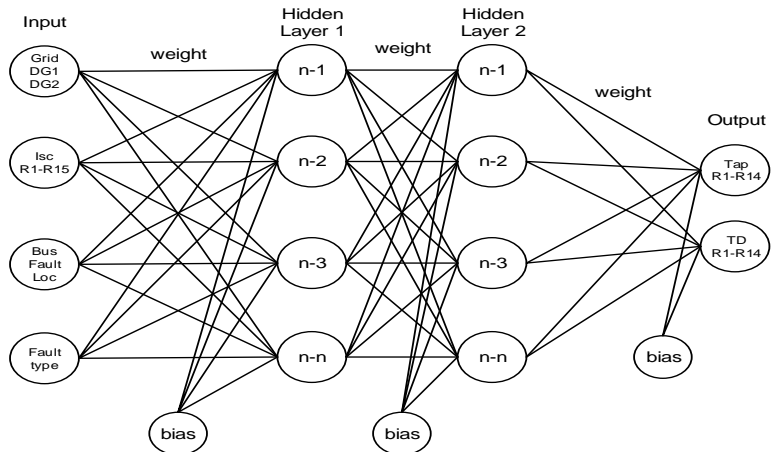 Input
Hidden
Layer 1
Hidden
Layer 2
weight
weight
weight
Output
Grid
DG1
DG2
Isc
R1-R15
Bus
Fault
Loc
Fault
type
n-1
n-2
n-3
n-n
n-1
n-2
n-3
n-n
Tap
R1-R14
TD
R1-R14
bias
bias
bias